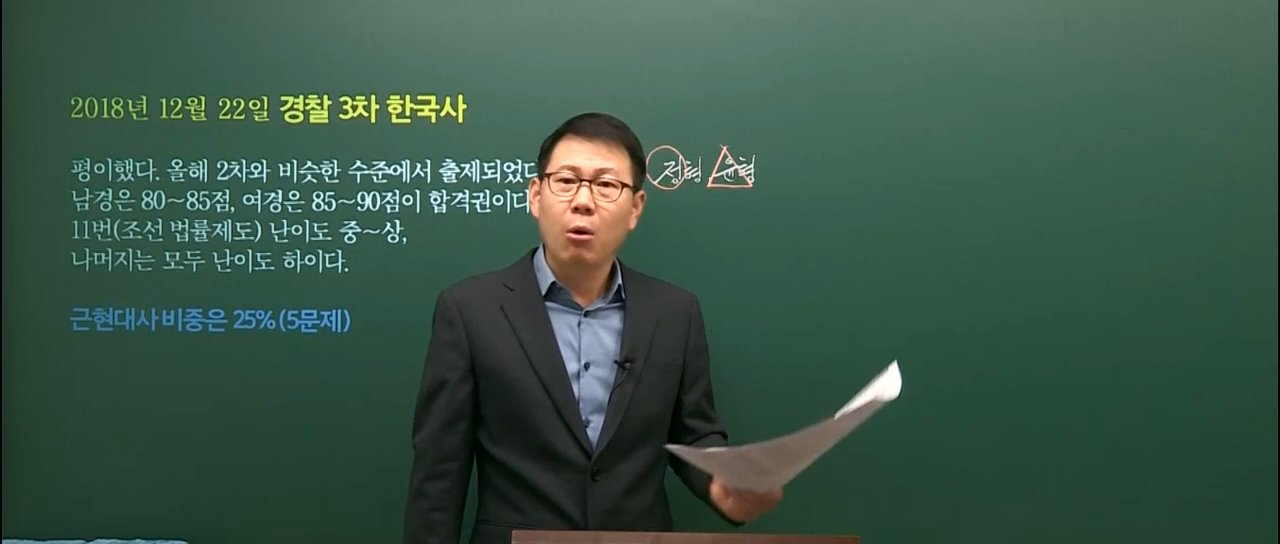 2018년 12월 22일 경찰 3차 한국사
평이했다. 올해 2차와 비슷한 수준에서 출제되었다
남경은 80~85점, 여경은 85~90점이 합격권이다
11번(조선 법률제도) 난이도 중~상,
나머지는 모두 난이도 하이다.
근현대사 비중은 25% (5문제)
정형